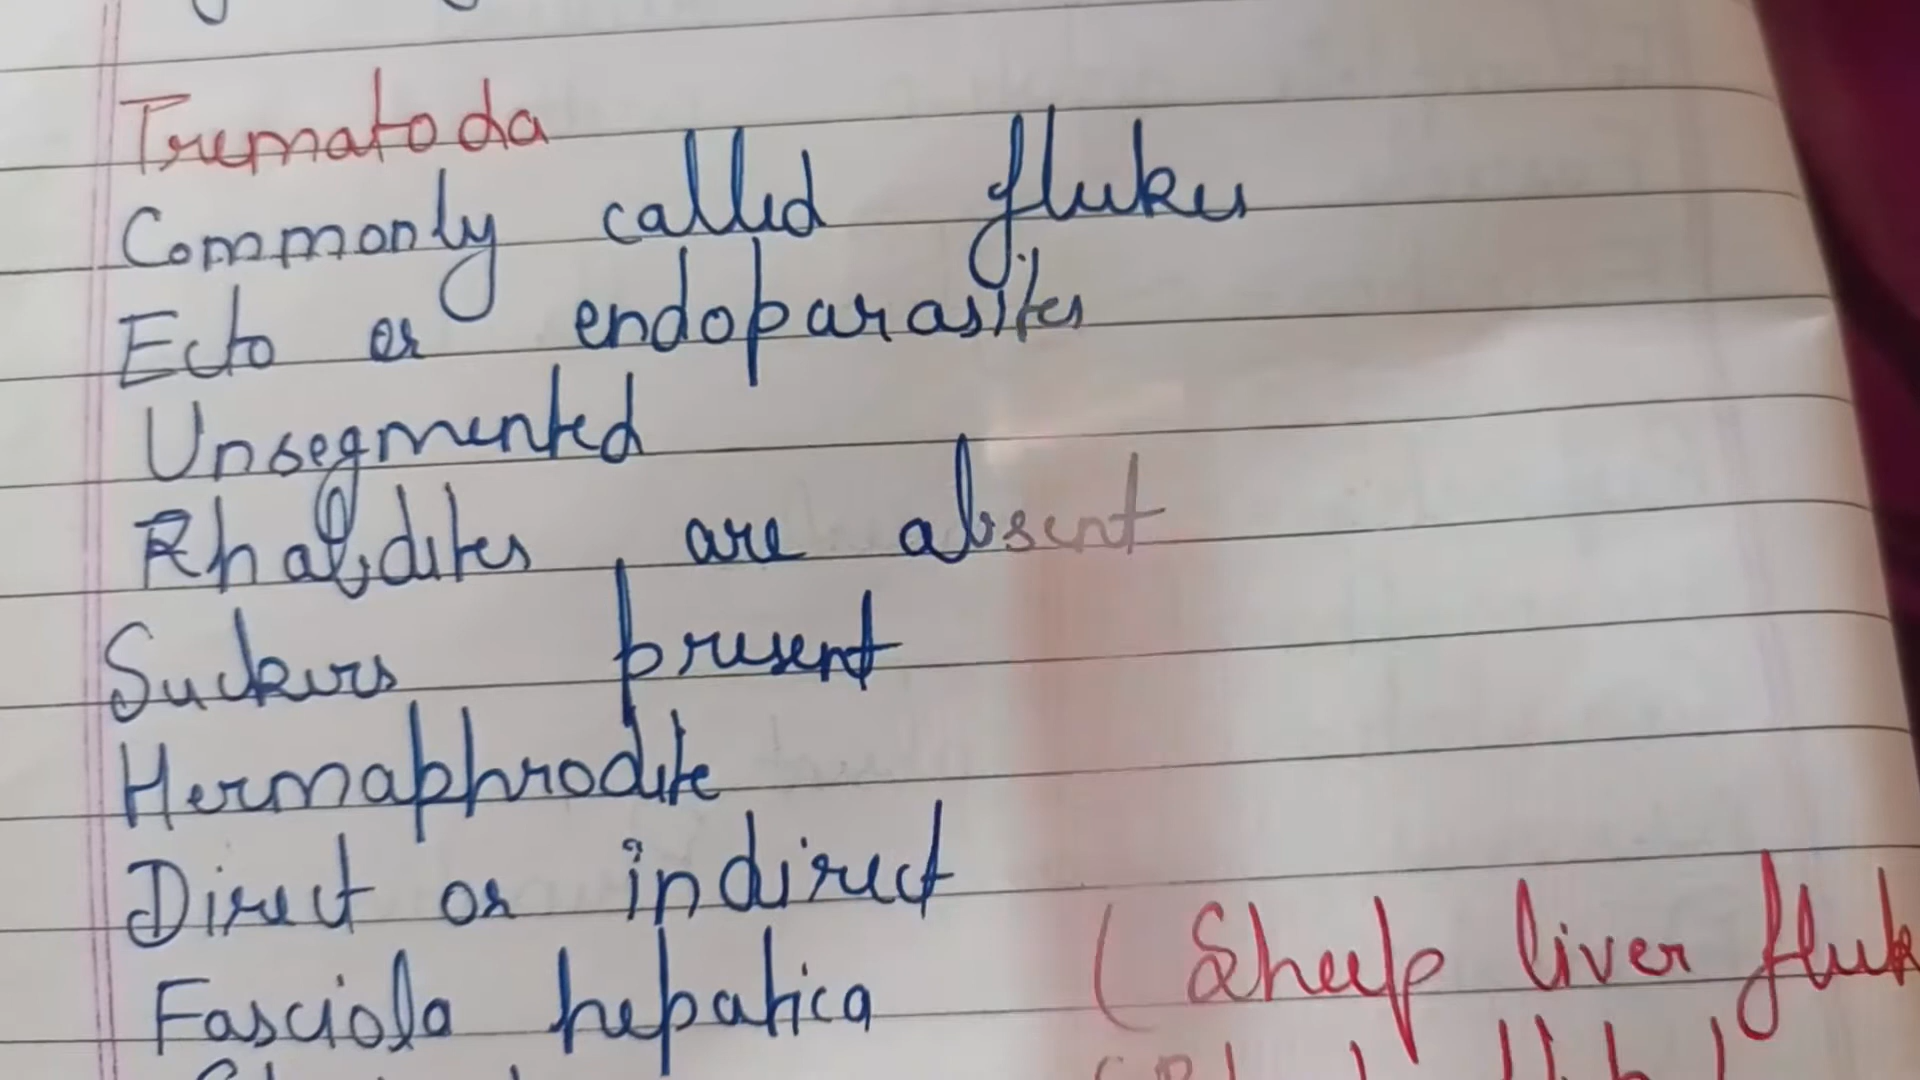 Trematoda
Commonly called flukes
Ecto or endoparasites
Unsegmented
Rhabdites are absent
Suckers present
Hermaphrodite
Direct or indirect
Fasciola hepatica (Sheep liver fluk